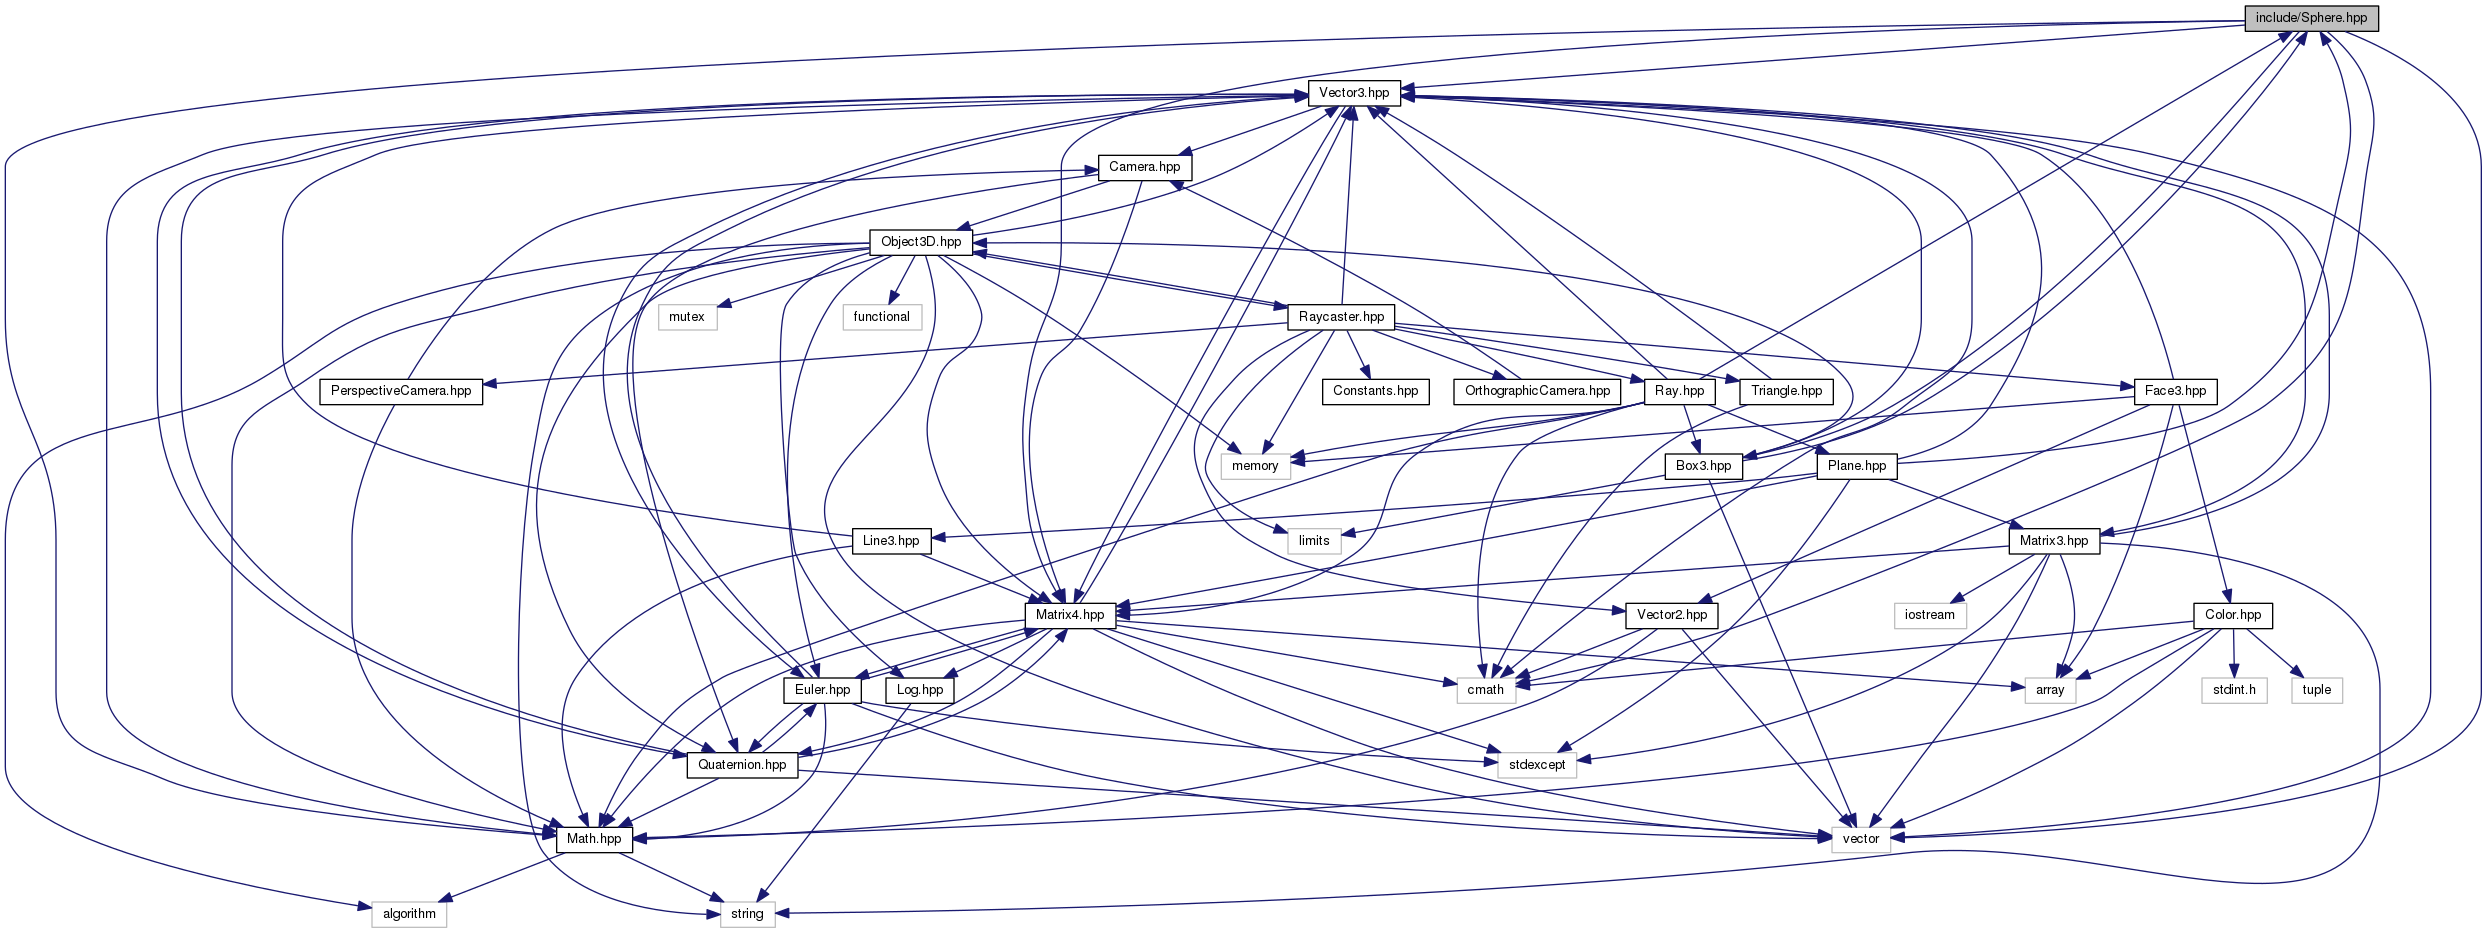 include/Sphere.hpp
Vector3.hpp
Camera.hpp
Object3D.hpp
mutex
functional
Raycaster.hpp
PerspectiveCamera.hpp
Constants.hpp
OrthographicCamera.hpp
Ray.hpp
Triangle.hpp
Face3.hpp
memory
Box3.hpp
Plane.hpp
Line3.hpp
limits
Matrix3.hpp
Matrix4.hpp
Vector2.hpp
iostream
Color.hpp
Euler.hpp
Log.hpp
cmath
array
stdint.h
tuple
Quaternion.hpp
stdexcept
Math.hpp
vector
algorithm
string